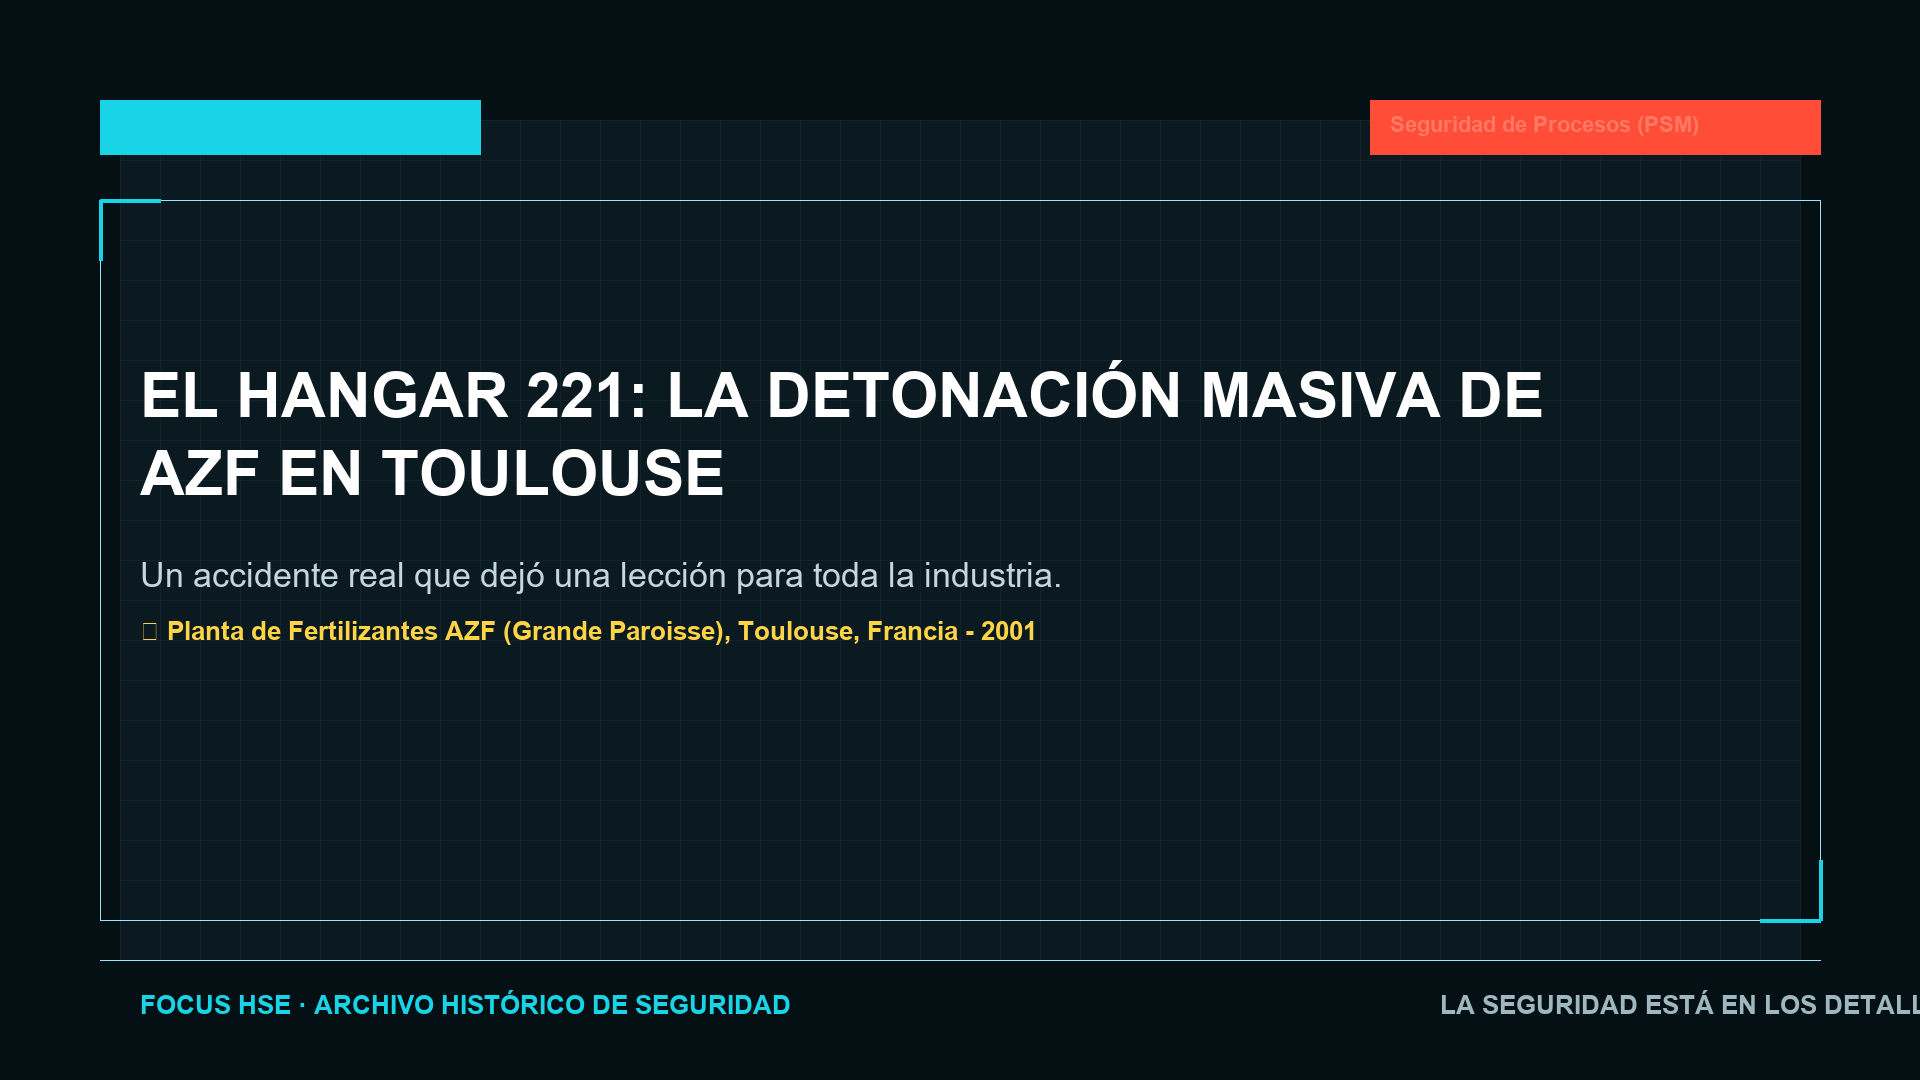 Seguridad de Procesos (PSM)
EL HANGAR 221: LA DETONACIÓN MASIVA DE
AZF EN TOULOUSE
Un accidente real que dejó una lección para toda la industria.
Planta de Fertilizantes AZF (Grande Paroisse), Toulouse, Francia - 2001
FOCUS HSE · ARCHIVO HISTÓRICO DE SEGURIDAD
LA SEGURIDAD ESTÁ EN LOS DETALL